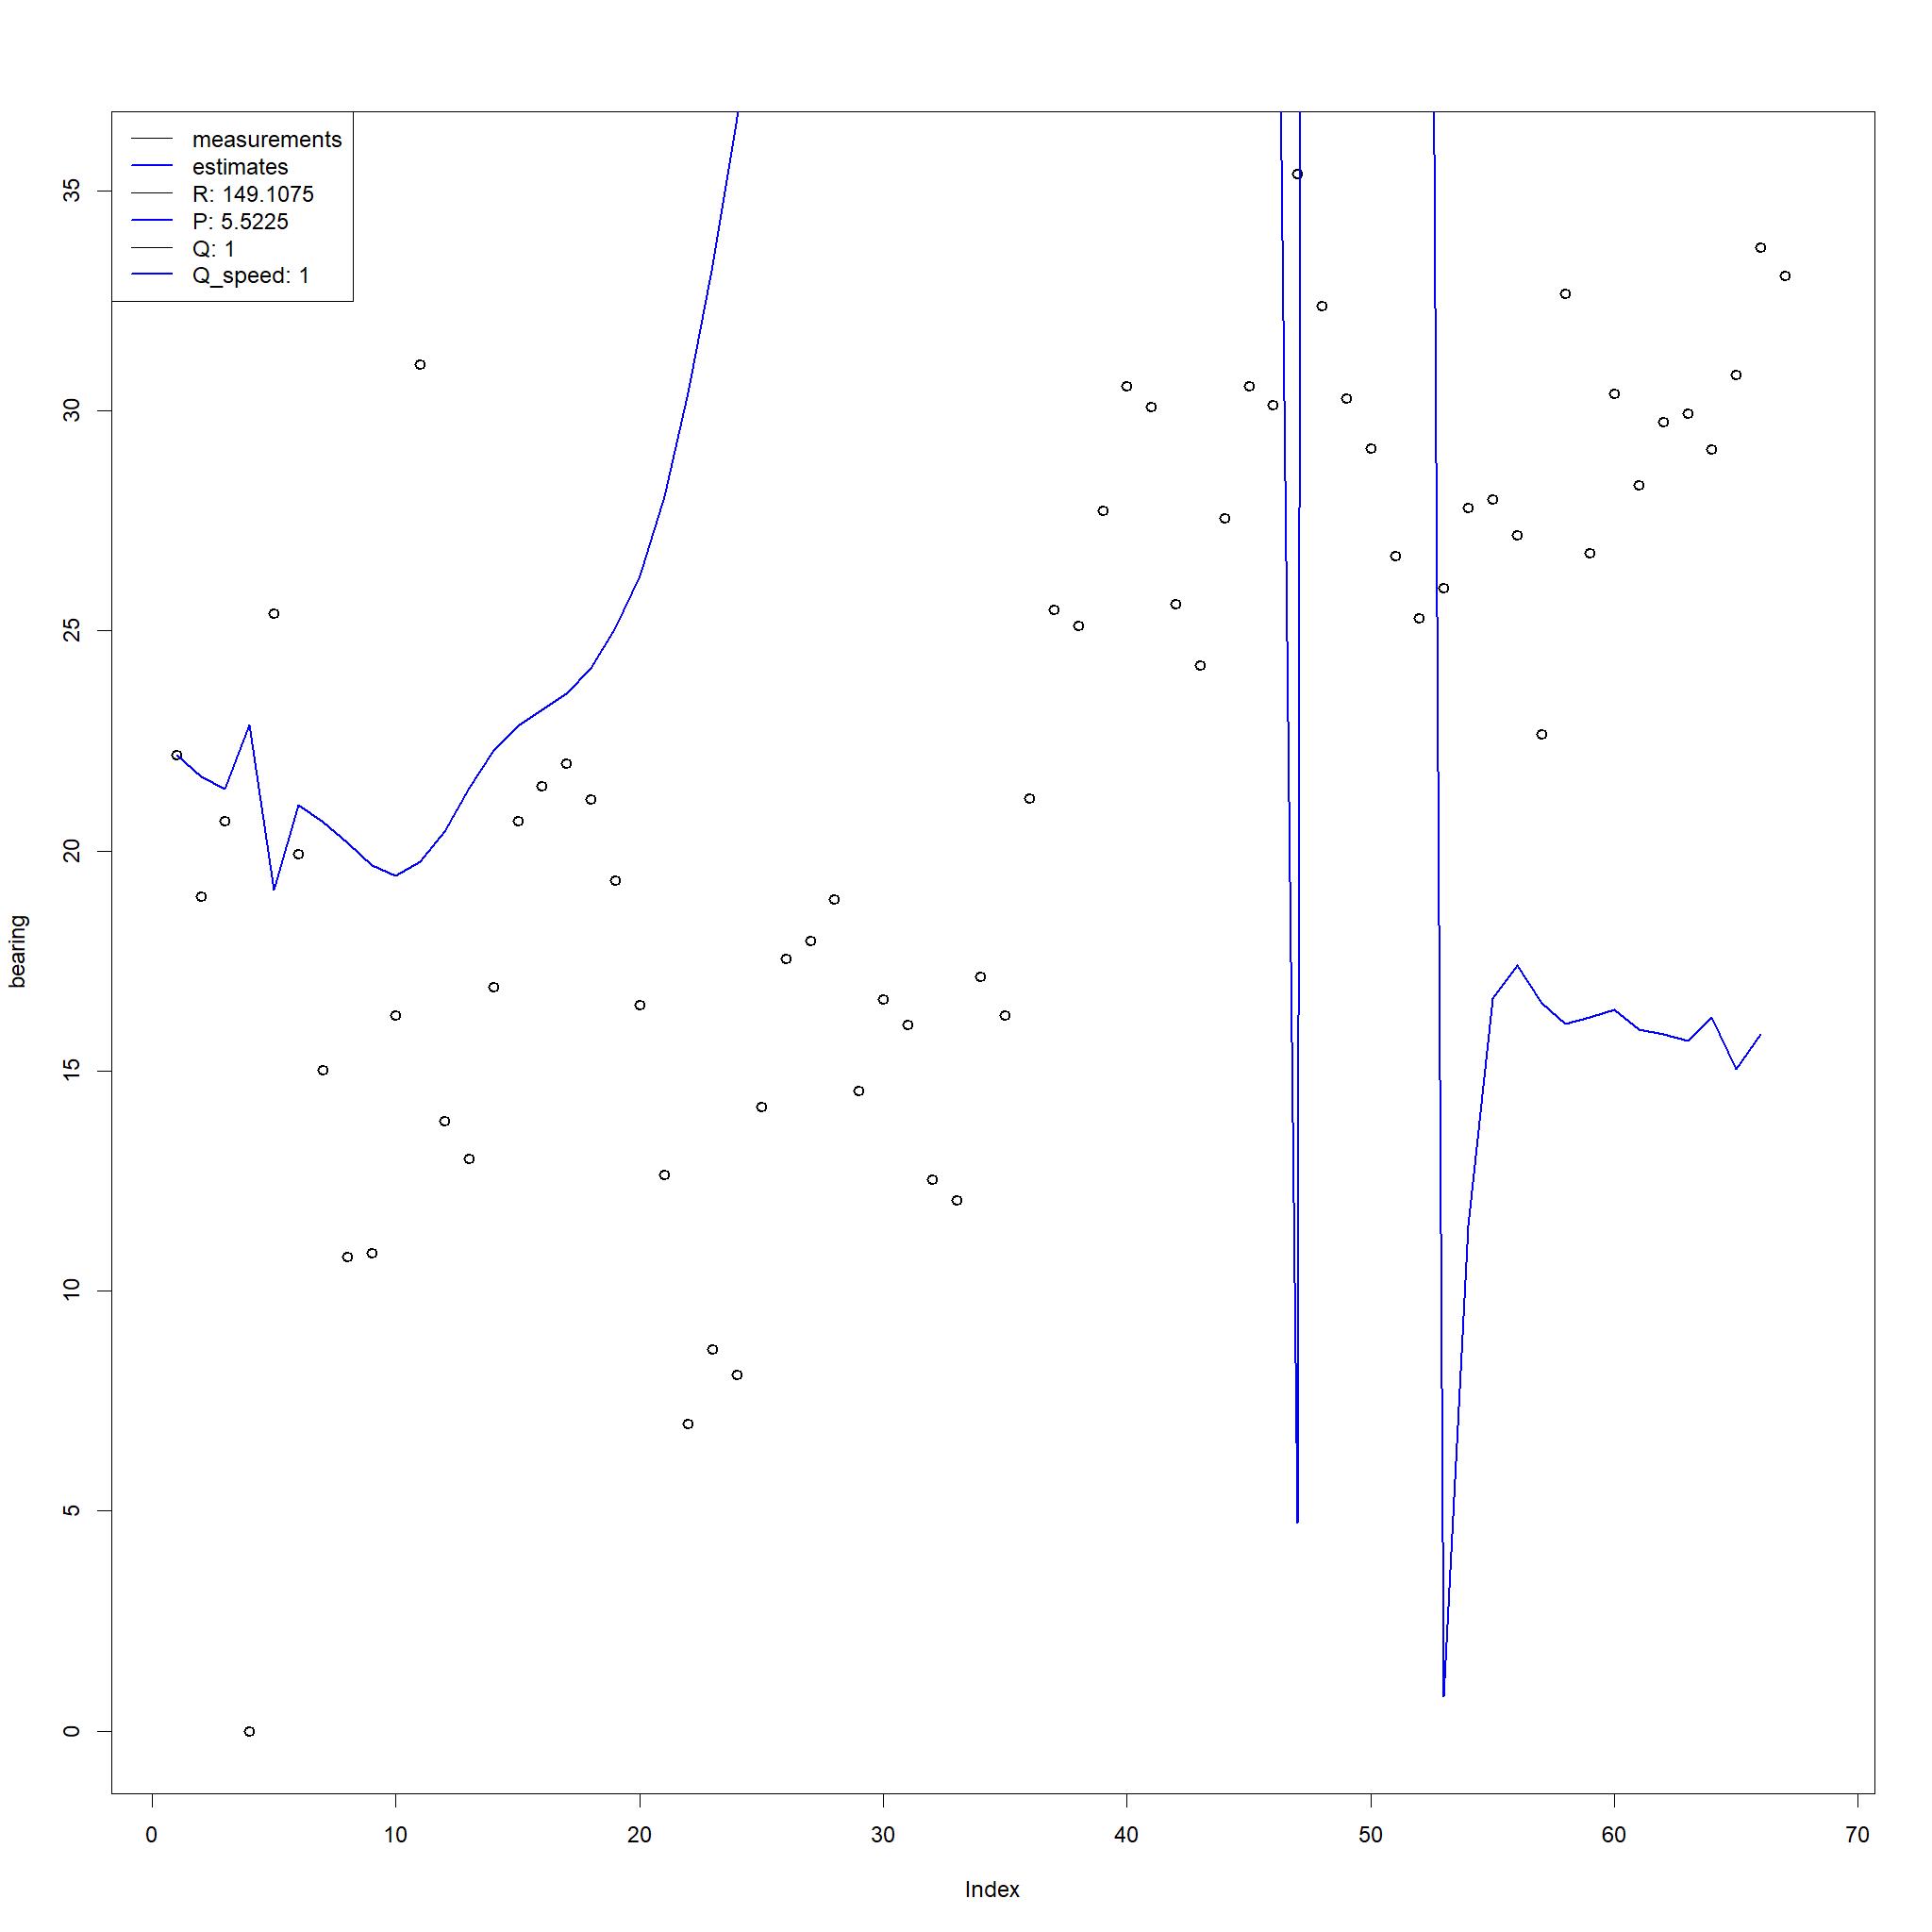 measurements
estimates
R: 149.1075
P: 5.5225
Q: 1
Q_speed: 1
35
30
25
20
15
10
5
0
bearing
0 10 20 30 40 50 60 70
Index